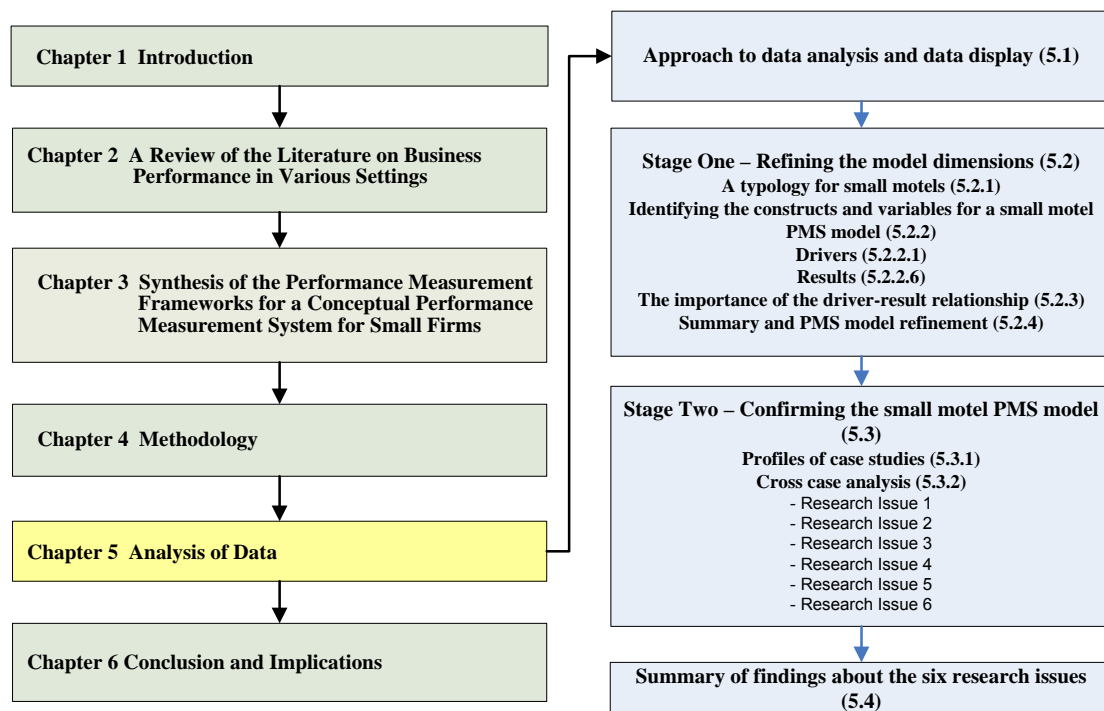 Chapter 1 Introduction
Chapter 2 A Review of the Literature on Business
Performance in Various Settings
Chapter 3 Synthesis of the Performance Measurement
Frameworks for a Conceptual Performance
Measurement System for Small Firms
Chapter 4 Methodology
Chapter 5 Analysis of Data
Chapter 6 Conclusion and Implications
Approach to data analysis and data display (5.1)
Stage One – Refining the model dimensions (5.2)
A typology for small motels (5.2.1)
Identifying the constructs and variables for a small motel
PMS model (5.2.2)
Drivers (5.2.2.1)
Results (5.2.2.6)
The importance of the driver-result relationship (5.2.3)
Summary and PMS model refinement (5.2.4)
Stage Two – Confirming the small motel PMS model
(5.3)
Profiles of case studies (5.3.1)
Cross case analysis (5.3.2)
- Research Issue 1
- Research Issue 2
- Research Issue 3
- Research Issue 4
- Research Issue 5
- Research Issue 6
Summary of findings about the six research issues
(5.4)